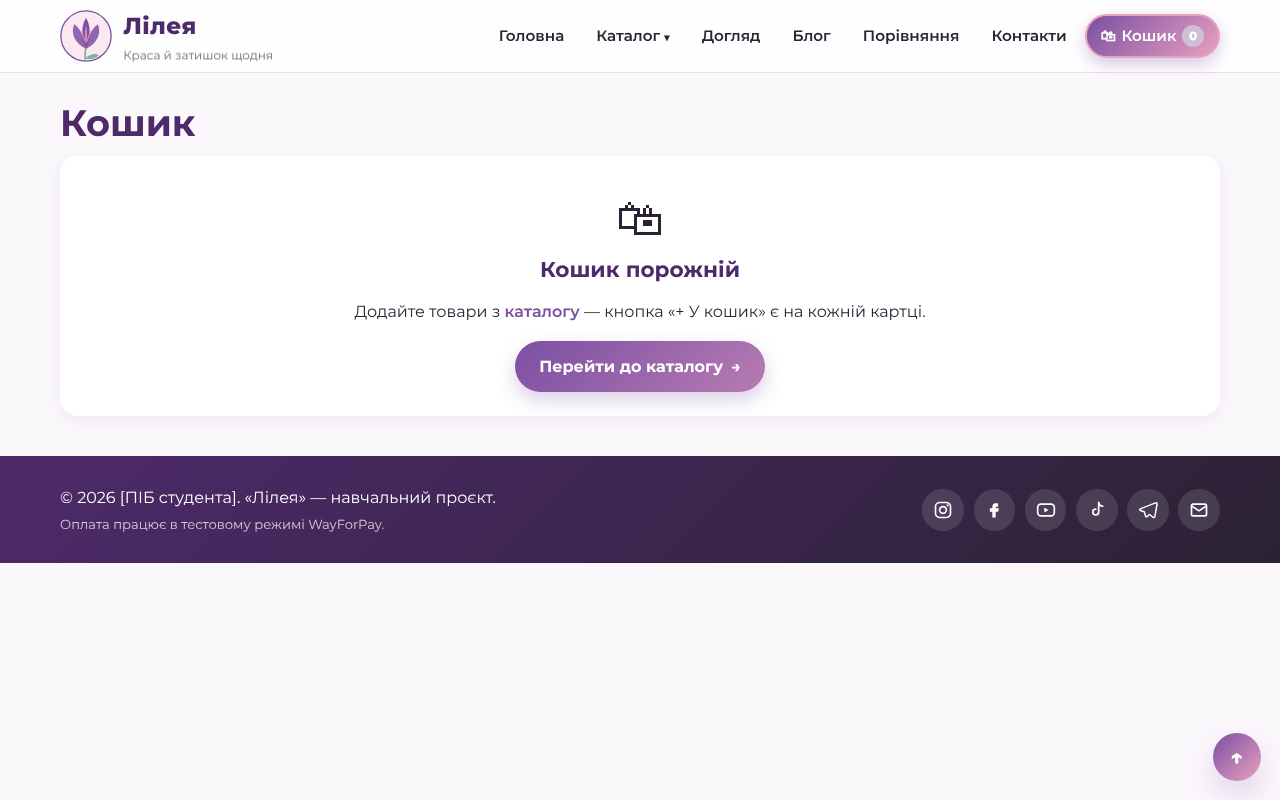 Лілея
Краса й затишок щодня
Головна
Каталог ▾
Догляд
Блог
Порівняння
Контакти
🛍 Кошик 0
Кошик
Кошик порожній
Додайте товари з каталогу — кнопка «+ У кошик» є на кожній картці.
Перейти до каталогу →
© 2026 [ПІБ студента]. «Лілея» — навчальний проєкт.
Оплата працює в тестовому режимі WayForPay.